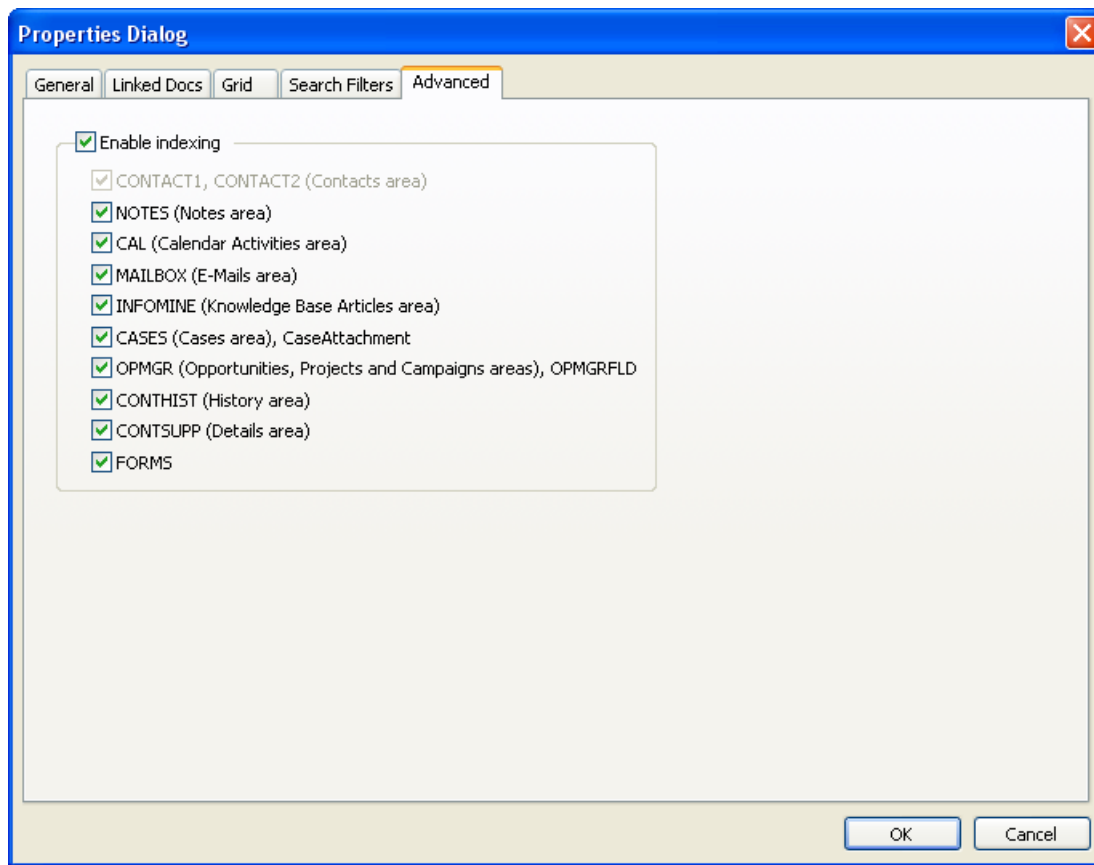 Properties Dialog
General Linked Docs Grid Search Filters Advanced
Enable indexing
CONTACT1, CONTACT2 (Contacts area)
NOTES (Notes area)
CAL (Calendar Activities area)
MAILBOX (E-Mails area)
INFOMINE (Knowledge Base Articles area)
CASES (Cases area), CaseAttachment
OPMGR (Opportunities, Projects and Campaigns areas), OPMGRFLD
CONTHIST (History area)
CONTSUPP (Details area)
FORMS
OK Cancel